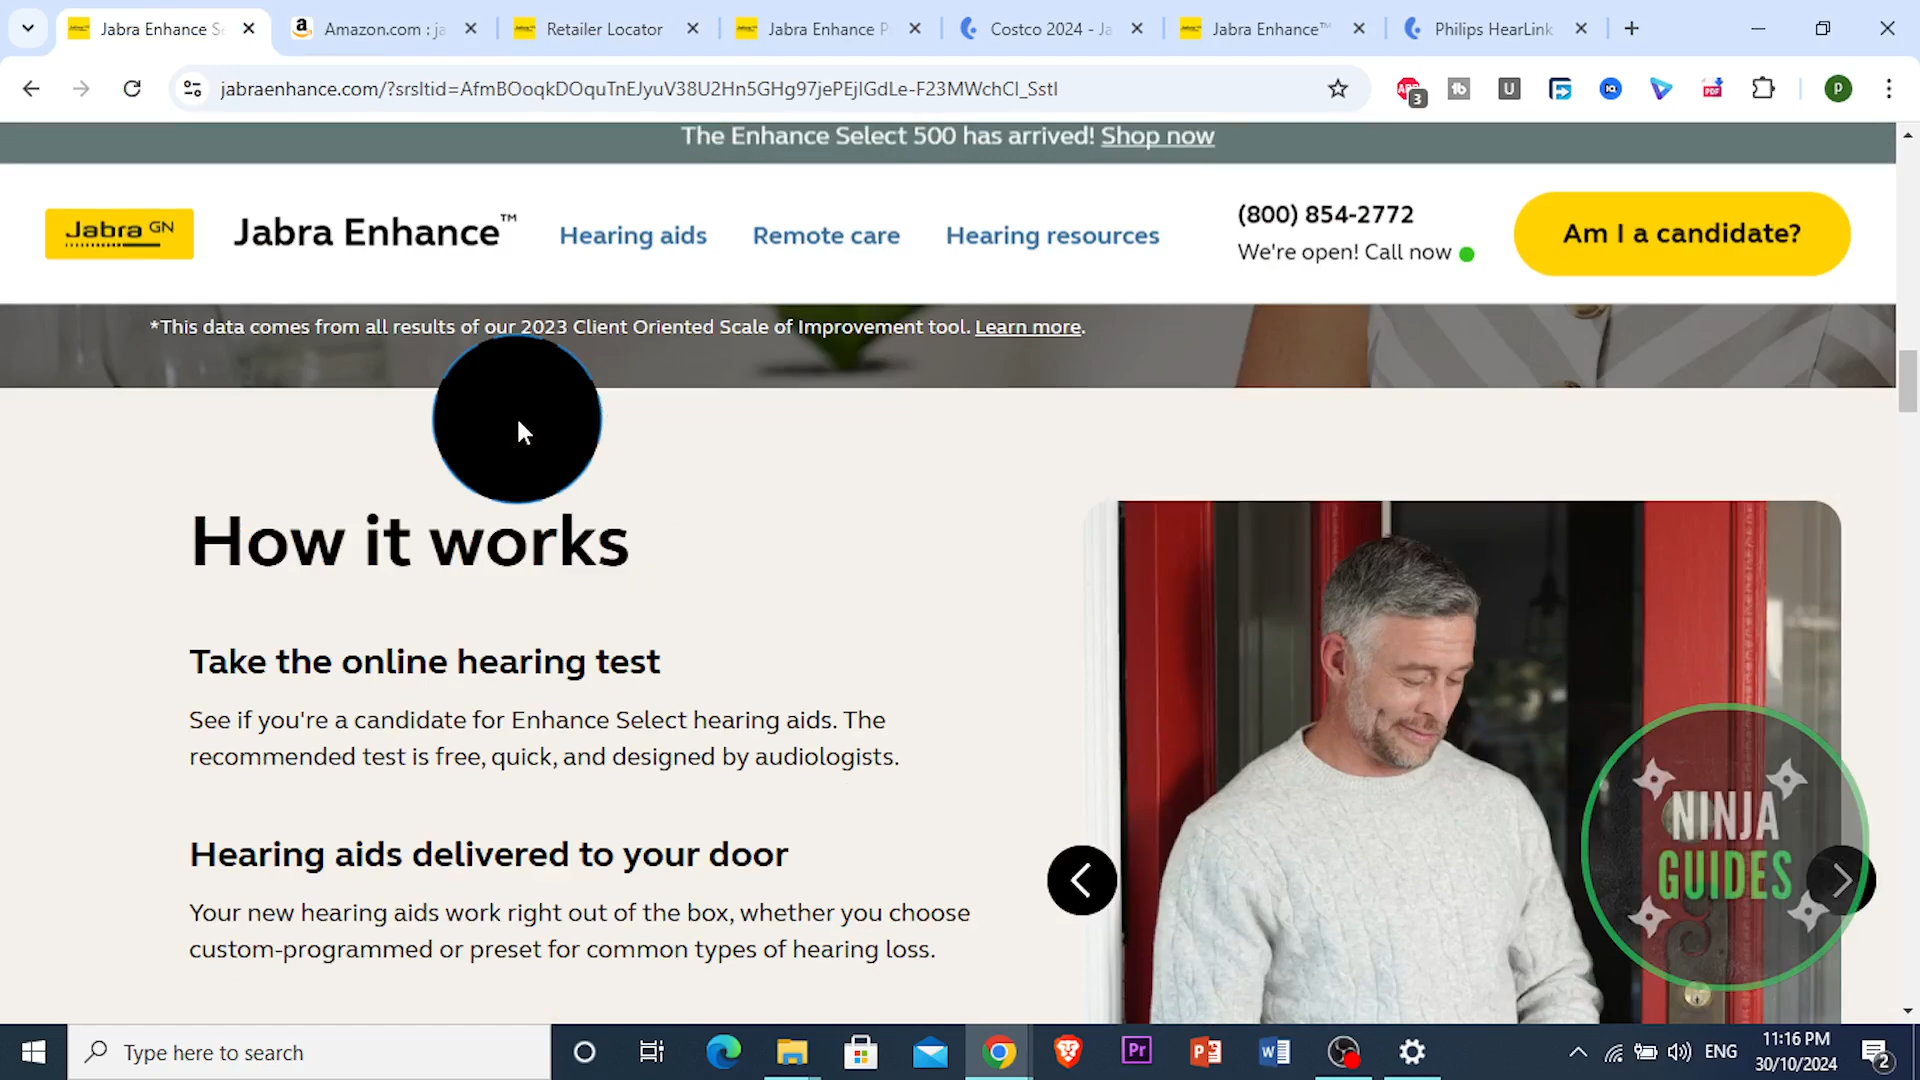 Jabra Enhance S
Amazon.com : ja
Retailer Locator
Jabra Enhance P
Costco 2024 - Ja
Jabra Enhance™
Philips HearLink
jabraenhance.com/?srsltid=AfmBOoqkDOquTnEJyuV38U2Hn5GHg97jePEjIGdLe-F23MWchCl_SstI
3
The Enhance Select 500 has arrived! Shop now
Jabra GN
Jabra Enhance™
Hearing aids
Remote care
Hearing resources
(800) 854-2772
We're open! Call now
Am I a candidate?
*This data comes from all results of our 2023 Client Oriented Scale of Improvement tool. Learn more.
How it works
Take the online hearing test
See if you're a candidate for Enhance Select hearing aids. The
recommended test is free, quick, and designed by audiologists.
Hearing aids delivered to your door
Your new hearing aids work right out of the box, whether you choose
custom-programmed or preset for common types of hearing loss.
NINJA
GUIDES
Type here to search
ENG
11:16 PM
30/10/2024
2